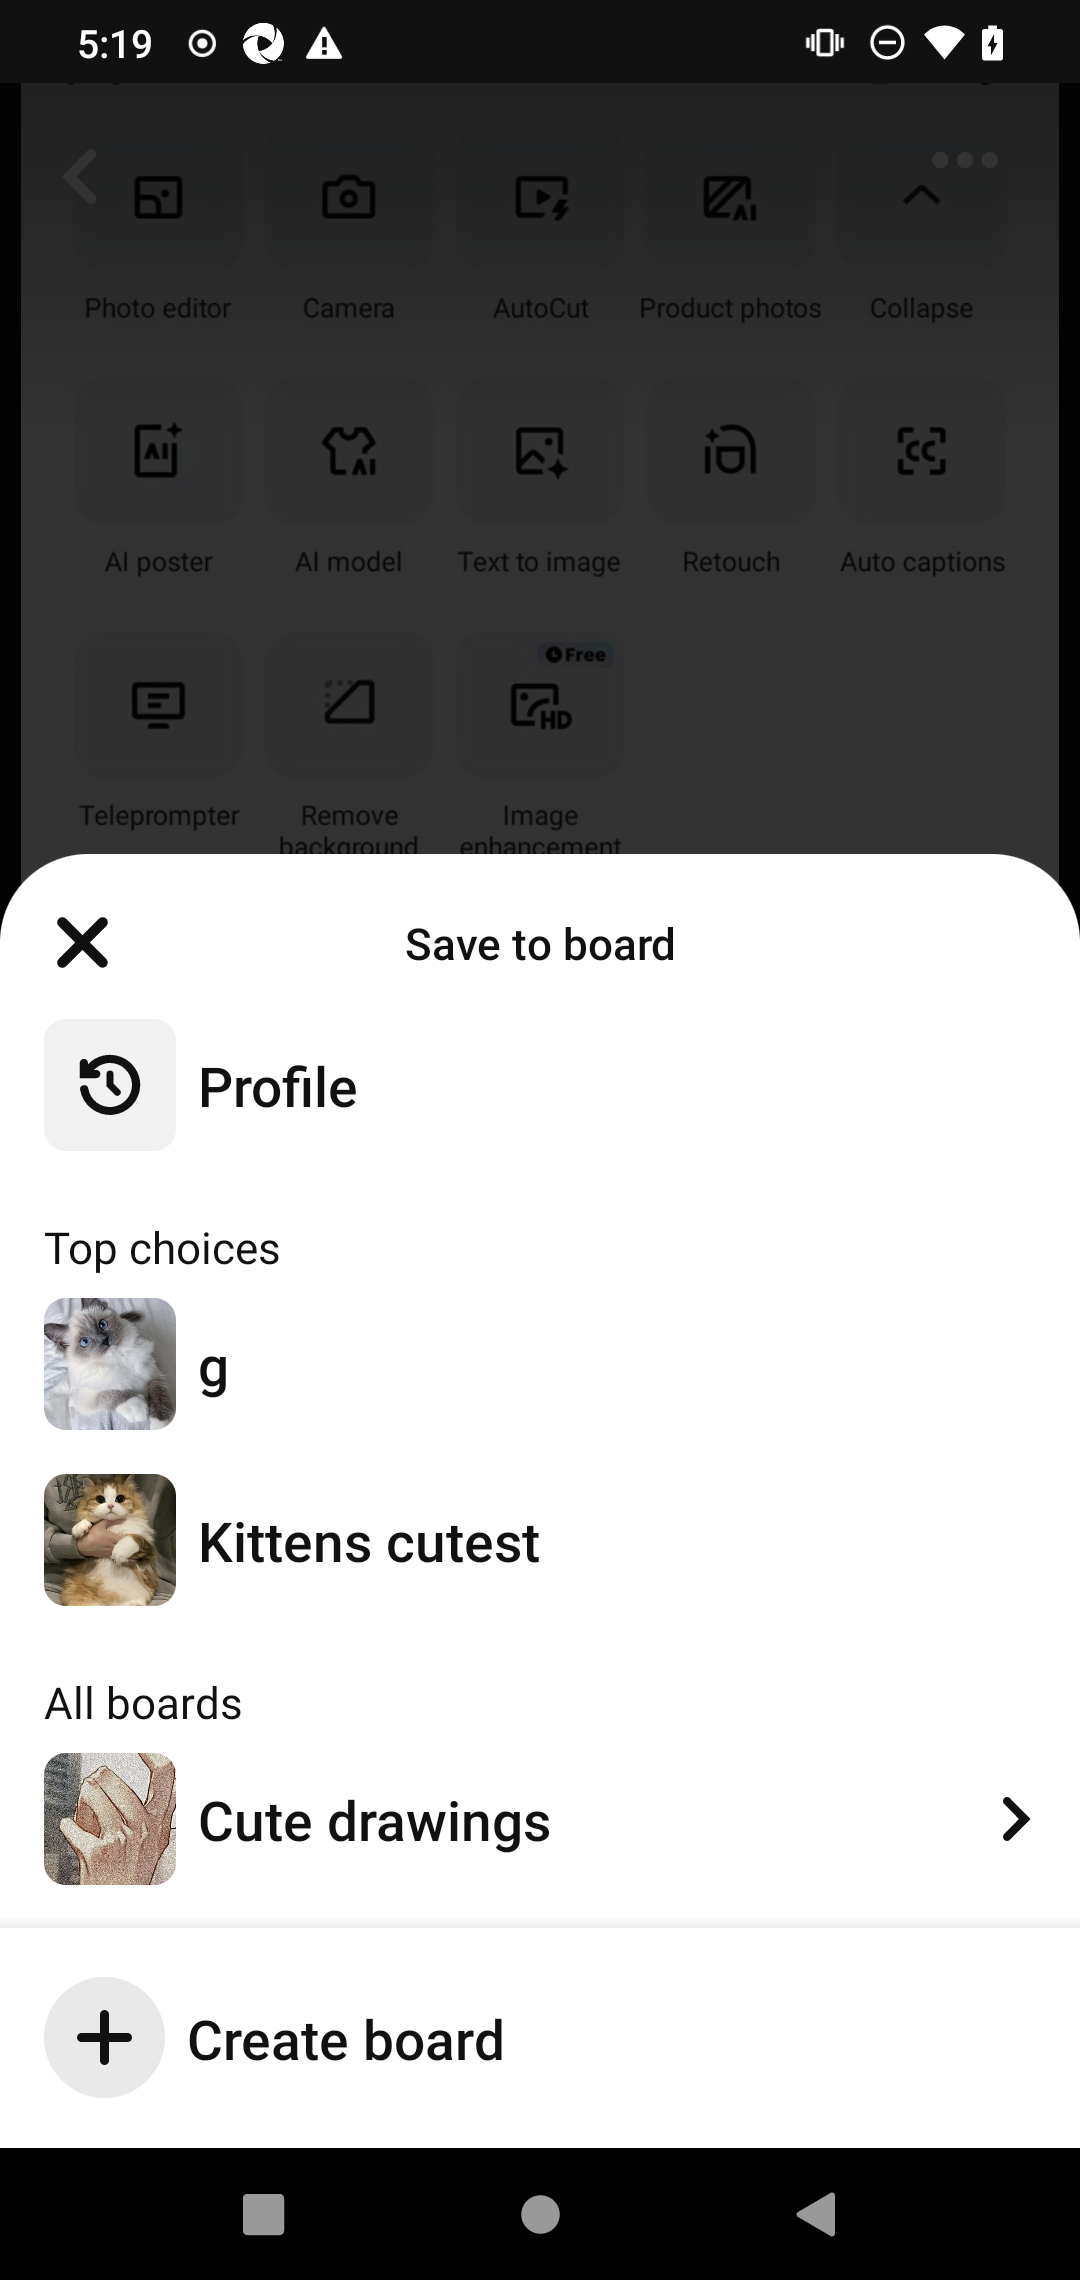 5:19
Photo editor Camera AutoCut Product photos Collapse
AI poster AI model Text to image Retouch Auto captions
Free
HD
Teleprompter Remove background Image enhancement
Save to board
Profile
Top choices
g
Kittens cutest
All boards
Cute drawings
Create board